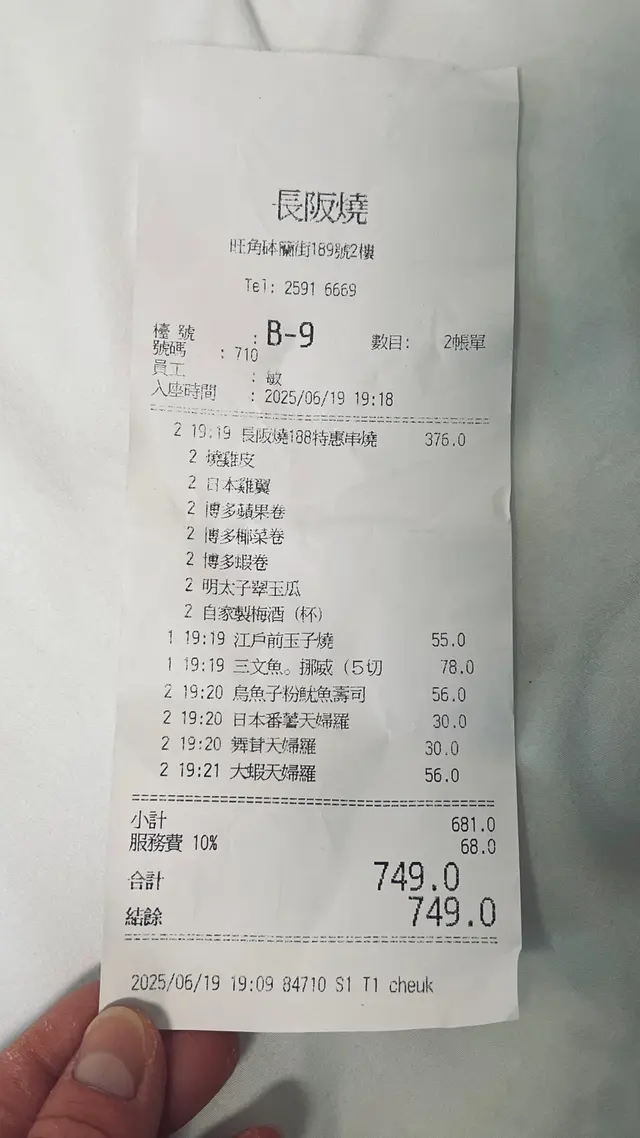 長阪燒
旺角砵蘭街189號2樓
Tel: 2591 6669
檯 號 : B-9 數目: 2帳單
號碼 : 710
員工 : 敏
入座時間 : 2025/06/19 19:18
2 19:19 長阪燒188特惠串燒 376.0
2 燒雞皮
2 日本雞翼
2 博多蘋果卷
2 博多椰菜卷
2 博多蝦卷
2 明太子翠玉瓜
2 自家製梅酒 (杯)
1 19:19 江戶前玉子燒 55.0
1 19:19 三文魚。挪威 (5切 78.0
2 19:20 烏魚子粉魷魚壽司 56.0
2 19:20 日本番薯天婦羅 30.0
2 19:20 舞茸天婦羅 30.0
2 19:21 大蝦天婦羅 56.0
小計 681.0
服務費 10% 68.0
合計 749.0
結餘 749.0
2025/06/19 19:09 84710 S1 T1 cheuk